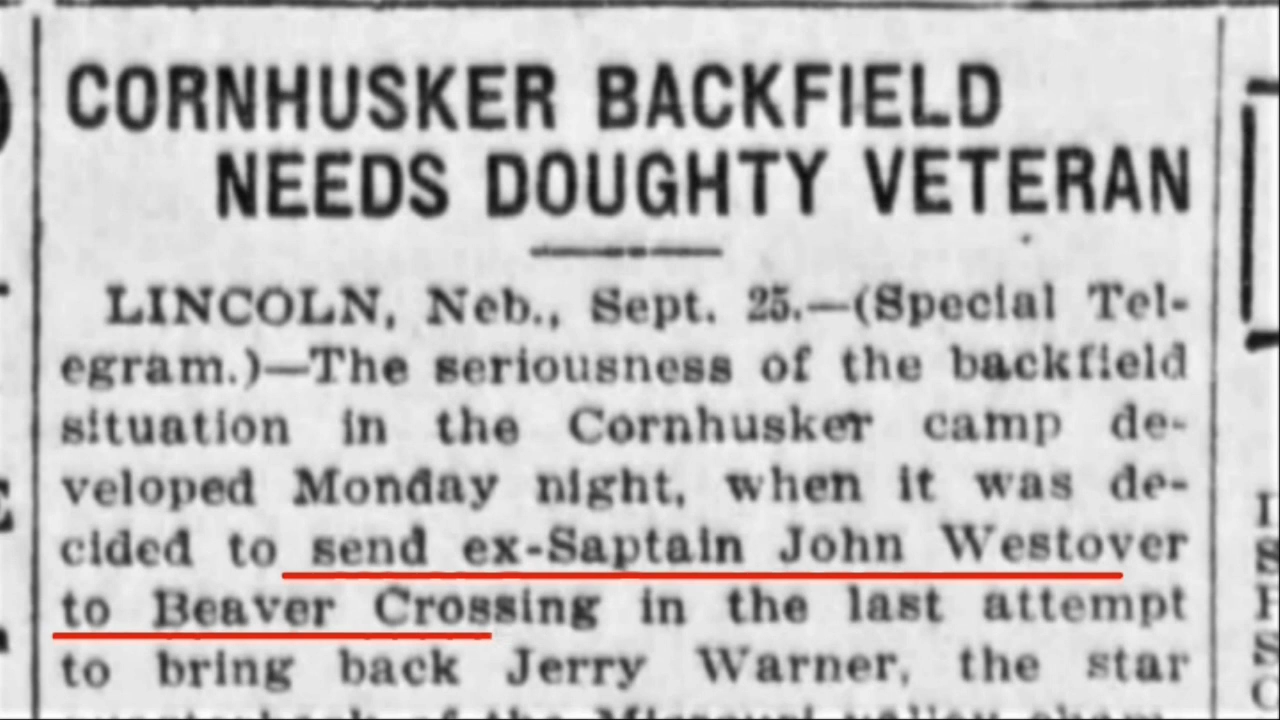 CORNHUSKER BACKFIELD
NEEDS DOUGHTY VETERAN
LINCOLN, Neb., Sept. 25.—(Special Tel-
egram.)—The seriousness of the backfield
situation in the Cornhusker camp de-
veloped Monday night, when it was de-
cided to send ex-Saptain John Westover
to Beaver Crossing in the last attempt
to bring back Jerry Warner, the star